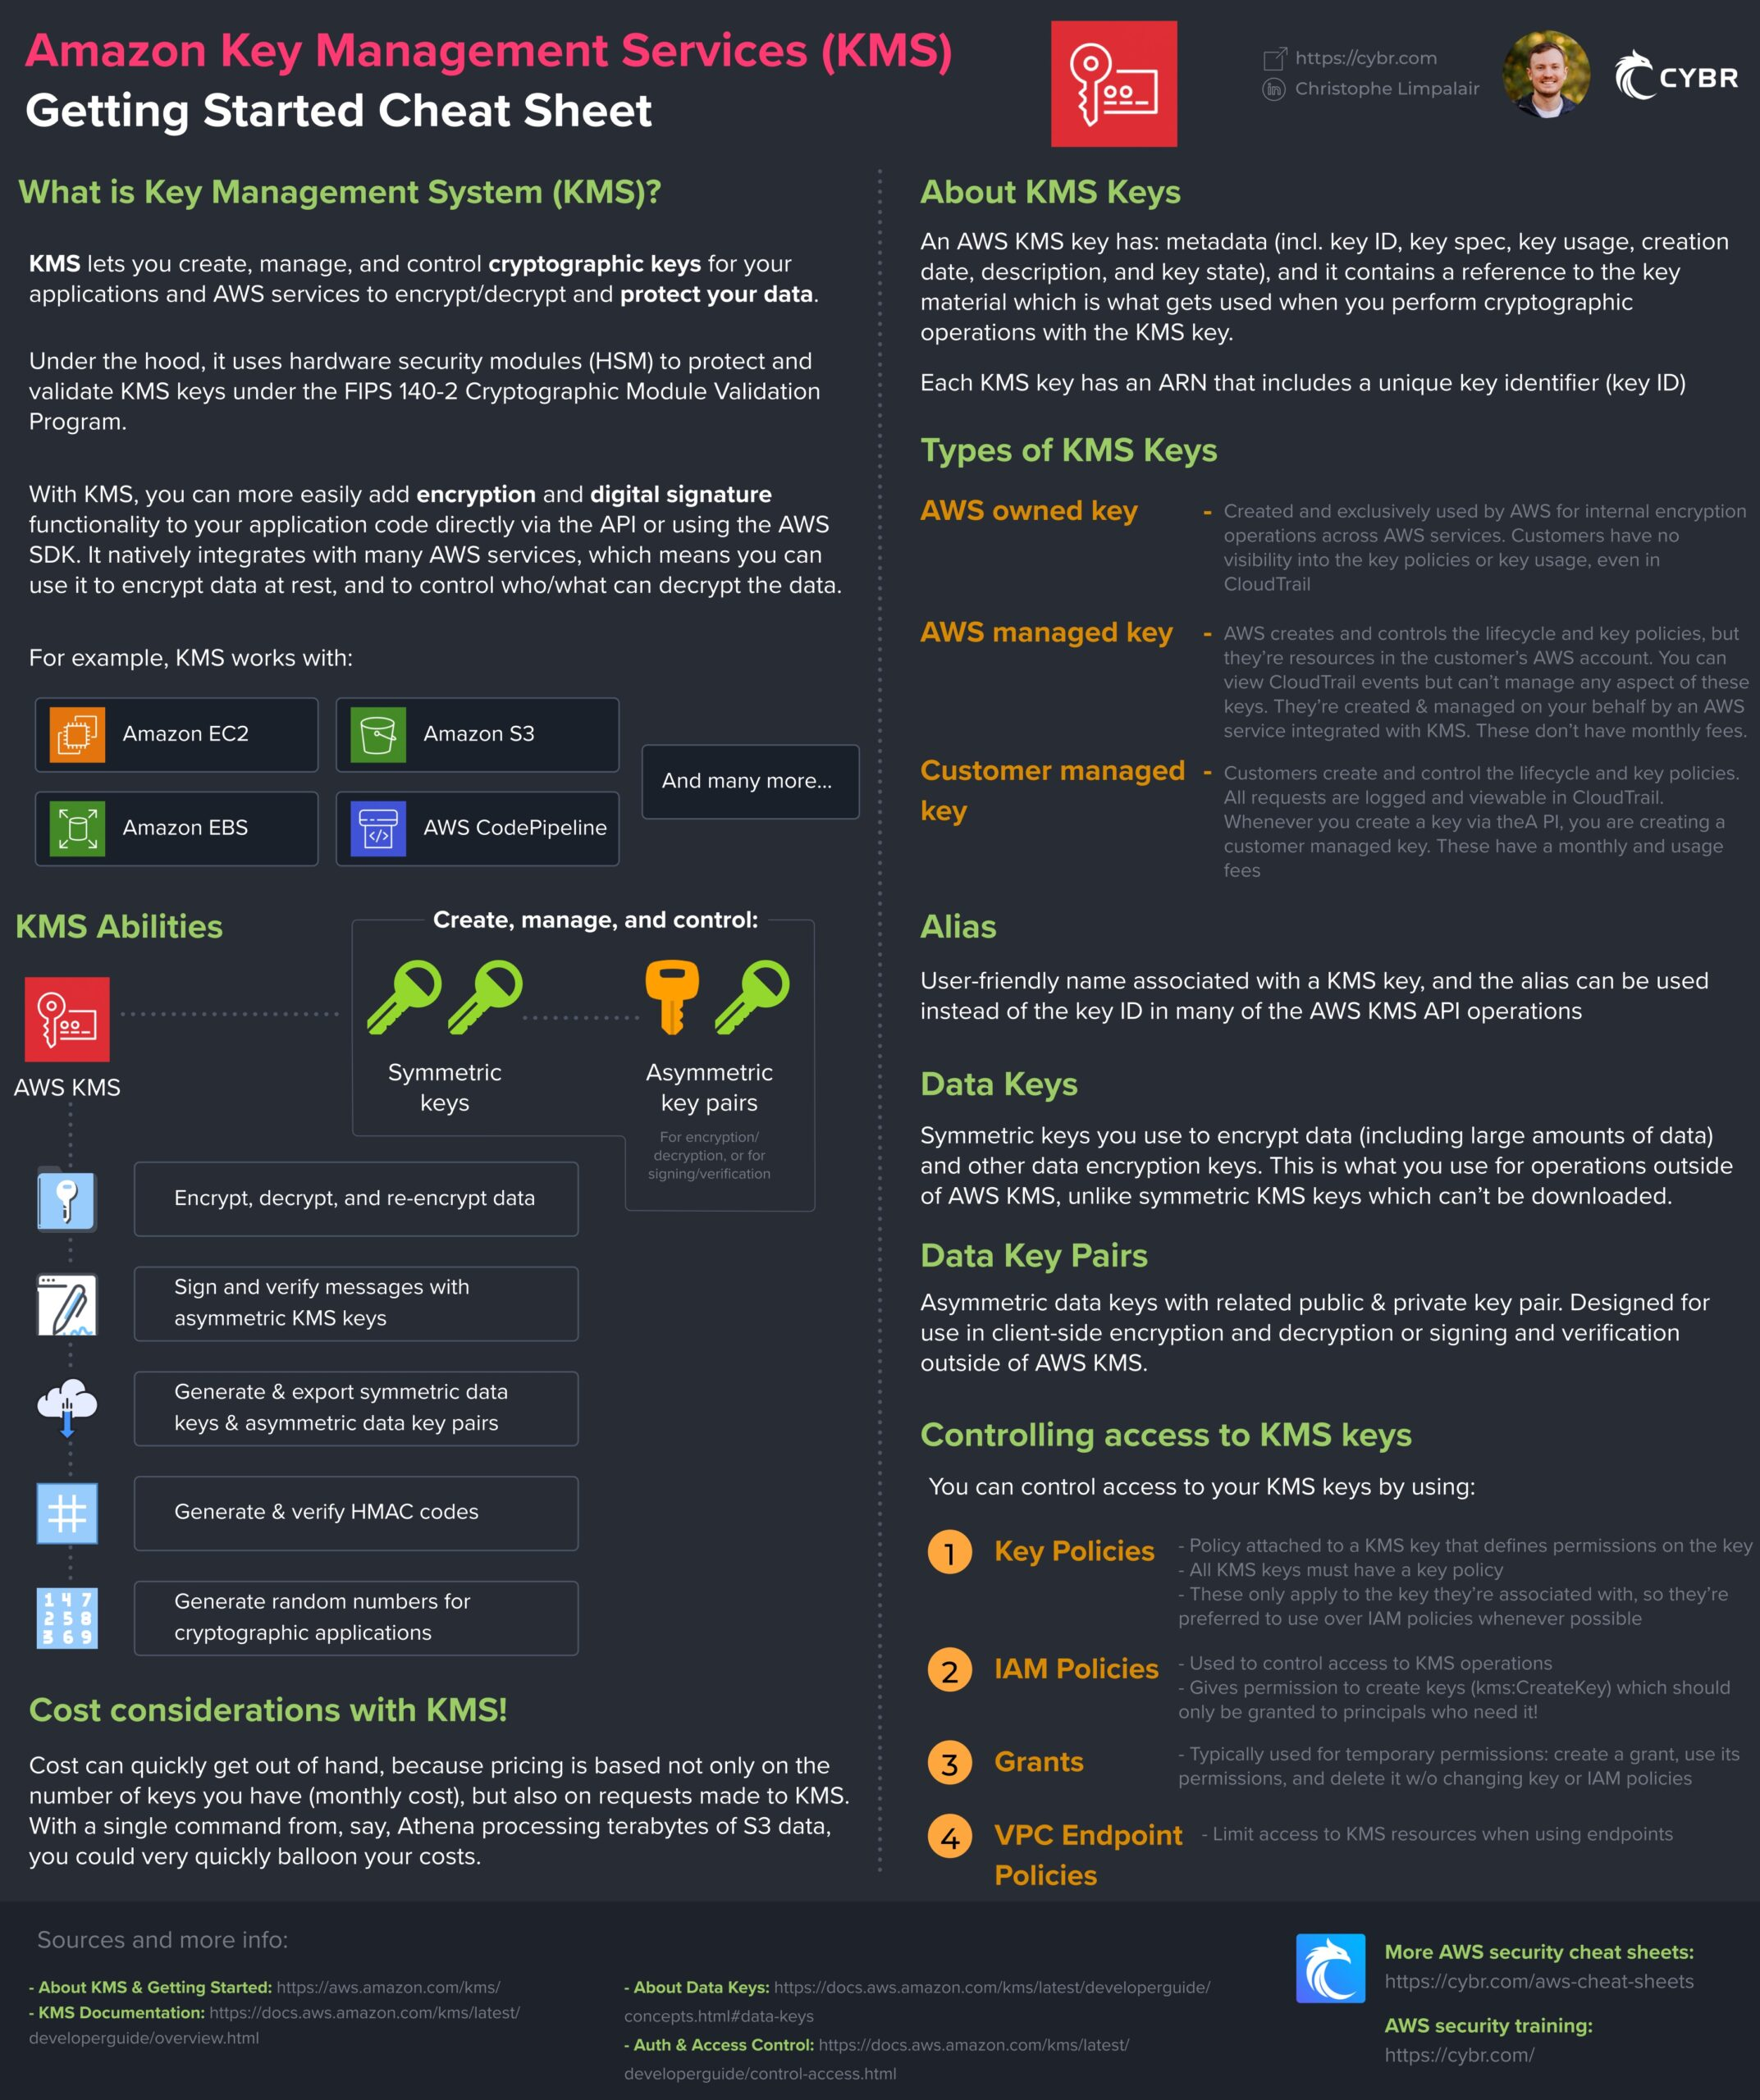 Amazon Key Management Services (KMS)
Getting Started Cheat Sheet
https://cybr.com
Christophe Limpalair
CYBR
What is Key Management System (KMS)?
KMS lets you create, manage, and control cryptographic keys for your
applications and AWS services to encrypt/decrypt and protect your data.
Under the hood, it uses hardware security modules (HSM) to protect and
validate KMS keys under the FIPS 140-2 Cryptographic Module Validation
Program.
With KMS, you can more easily add encryption and digital signature
functionality to your application code directly via the API or using the AWS
SDK. It natively integrates with many AWS services, which means you can
use it to encrypt data at rest, and to control who/what can decrypt the data.
For example, KMS works with:
Amazon EC2
Amazon S3
And many more...
Amazon EBS
AWS CodePipeline
KMS Abilities
Create, manage, and control:
AWS KMS
Symmetric
keys
Asymmetric
key pairs
For encryption/
decryption, or for
signing/verification
Encrypt, decrypt, and re-encrypt data
Sign and verify messages with
asymmetric KMS keys
Generate & export symmetric data
keys & asymmetric data key pairs
Generate & verify HMAC codes
1 4 7
2 5 8
3 6 9
Generate random numbers for
cryptographic applications
Cost considerations with KMS!
Cost can quickly get out of hand, because pricing is based not only on the
number of keys you have (monthly cost), but also on requests made to KMS.
With a single command from, say, Athena processing terabytes of S3 data,
you could very quickly balloon your costs.
About KMS Keys
An AWS KMS key has: metadata (incl. key ID, key spec, key usage, creation
date, description, and key state), and it contains a reference to the key
material which is what gets used when you perform cryptographic
operations with the KMS key.
Each KMS key has an ARN that includes a unique key identifier (key ID)
Types of KMS Keys
AWS owned key
- Created and exclusively used by AWS for internal encryption
operations across AWS services. Customers have no
visibility into the key policies or key usage, even in
CloudTrail
AWS managed key
- AWS creates and controls the lifecycle and key policies, but
they're resources in the customer's AWS account. You can
view CloudTrail events but can't manage any aspect of these
keys. They're created & managed on your behalf by an AWS
service integrated with KMS. These don't have monthly fees.
Customer managed
key
- Customers create and control the lifecycle and key policies.
All requests are logged and viewable in CloudTrail.
Whenever you create a key via theA PI, you are creating a
customer managed key. These have a monthly and usage
fees
Alias
User-friendly name associated with a KMS key, and the alias can be used
instead of the key ID in many of the AWS KMS API operations
Data Keys
Symmetric keys you use to encrypt data (including large amounts of data)
and other data encryption keys. This is what you use for operations outside
of AWS KMS, unlike symmetric KMS keys which can't be downloaded.
Data Key Pairs
Asymmetric data keys with related public & private key pair. Designed for
use in client-side encryption and decryption or signing and verification
outside of AWS KMS.
Controlling access to KMS keys
You can control access to your KMS keys by using:
1 Key Policies
- Policy attached to a KMS key that defines permissions on the key
- All KMS keys must have a key policy
- These only apply to the key they're associated with, so they're
preferred to use over IAM policies whenever possible
2 IAM Policies
- Used to control access to KMS operations
- Gives permission to create keys (kms:CreateKey) which should
only be granted to principals who need it!
3 Grants
- Typically used for temporary permissions: create a grant, use its
permissions, and delete it w/o changing key or IAM policies
4 VPC Endpoint
Policies
- Limit access to KMS resources when using endpoints
Sources and more info:
- About KMS & Getting Started: https://aws.amazon.com/kms/
- KMS Documentation: https://docs.aws.amazon.com/kms/latest/
developerguide/overview.html
- About Data Keys: https://docs.aws.amazon.com/kms/latest/developerguide/
concepts.html#data-keys
- Auth & Access Control: https://docs.aws.amazon.com/kms/latest/
developerguide/control-access.html
More AWS security cheat sheets:
https://cybr.com/aws-cheat-sheets
AWS security training:
https://cybr.com/